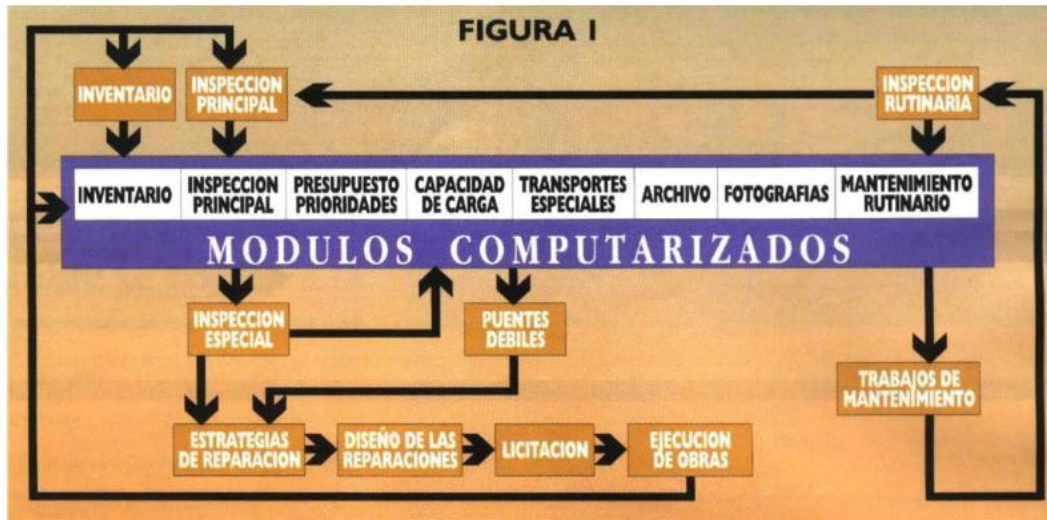 FIGURA I
INVENTARIO
INSPECCION
PRINCIPAL
INSPECCION
RUTINARIA
INVENTARIO
INSPECCION
PRINCIPAL
PRESUPUESTO
PRIORIDADES
CAPACIDAD
DE CARGA
TRANSPORTES
ESPECIALES
ARCHIVO
FOTOGRAFIAS
MANTENIMIENTO
RUTINARIO
MODULOS COMPUTARIZADOS
INSPECCION
ESPECIAL
PUENTES
DEBILES
TRABAJOS DE
MANTENIMIENTO
ESTRATEGIAS
DE REPARACION
DISEÑO DE LAS
REPARACIONES
LICITACION
EJECUCION
DE OBRAS